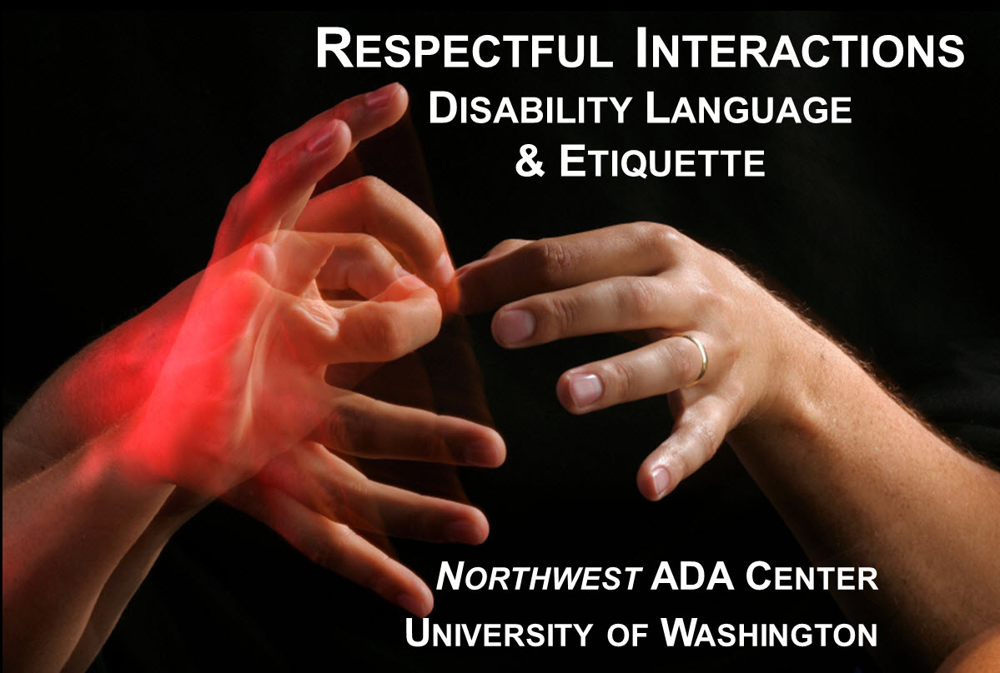 RESPECTFUL INTERACTIONS
DISABILITY LANGUAGE
& ETIQUETTE
NORTHWEST ADA CENTER
UNIVERSITY OF WASHINGTON